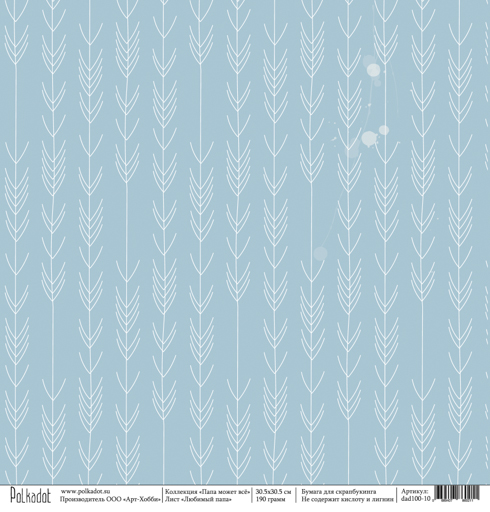 Polkadot
www.polkadot.su
Производитель ООО «Арт-Хобби»
Коллекция «Папа может всё»
Лист «Любимый папа»
30.5x30.5 см
190 грамм
Бумага для скрапбукинга
Не содержит кислоту и лигнин
Артикул:
dad100-10